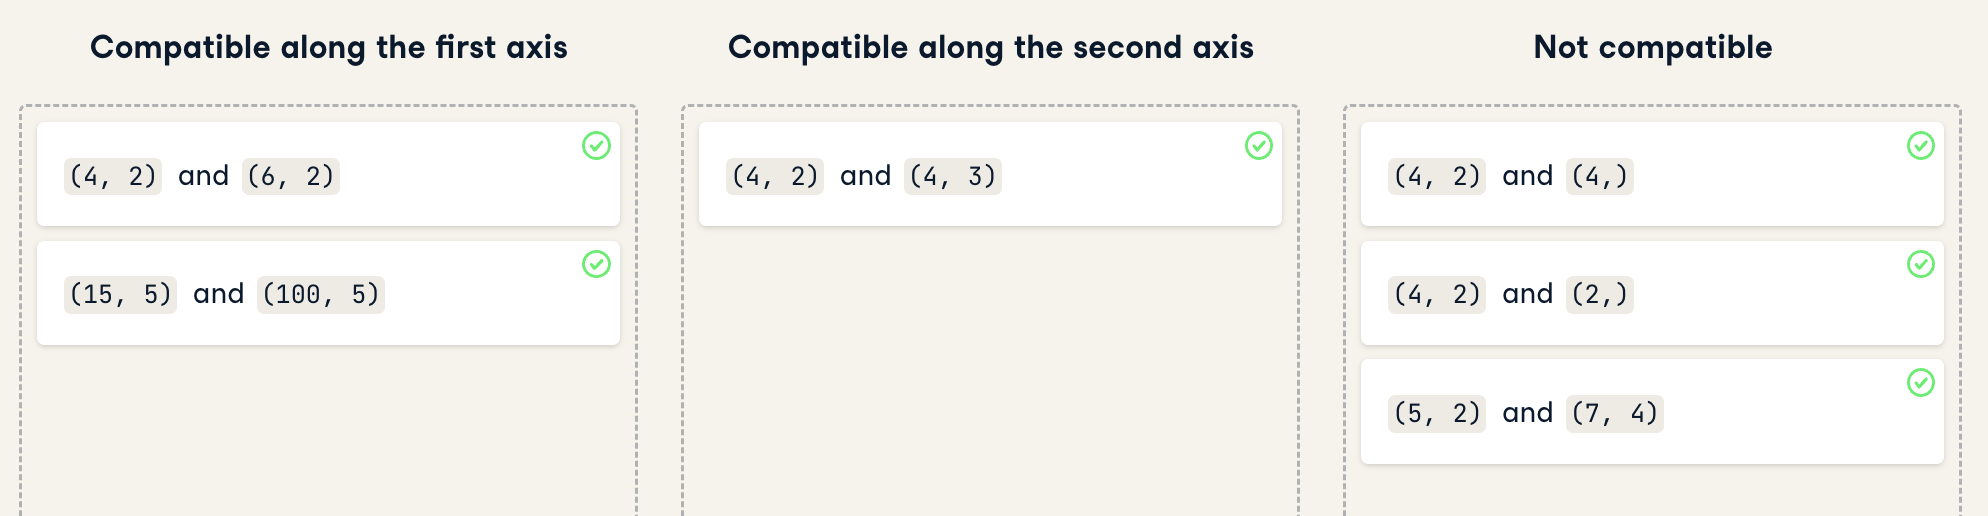 Compatible along the first axis
(4, 2) and (6, 2)
(15, 5) and (100, 5)
Compatible along the second axis
(4, 2) and (4, 3)
Not compatible
(4, 2) and (4,)
(4, 2) and (2,)
(5, 2) and (7, 4)